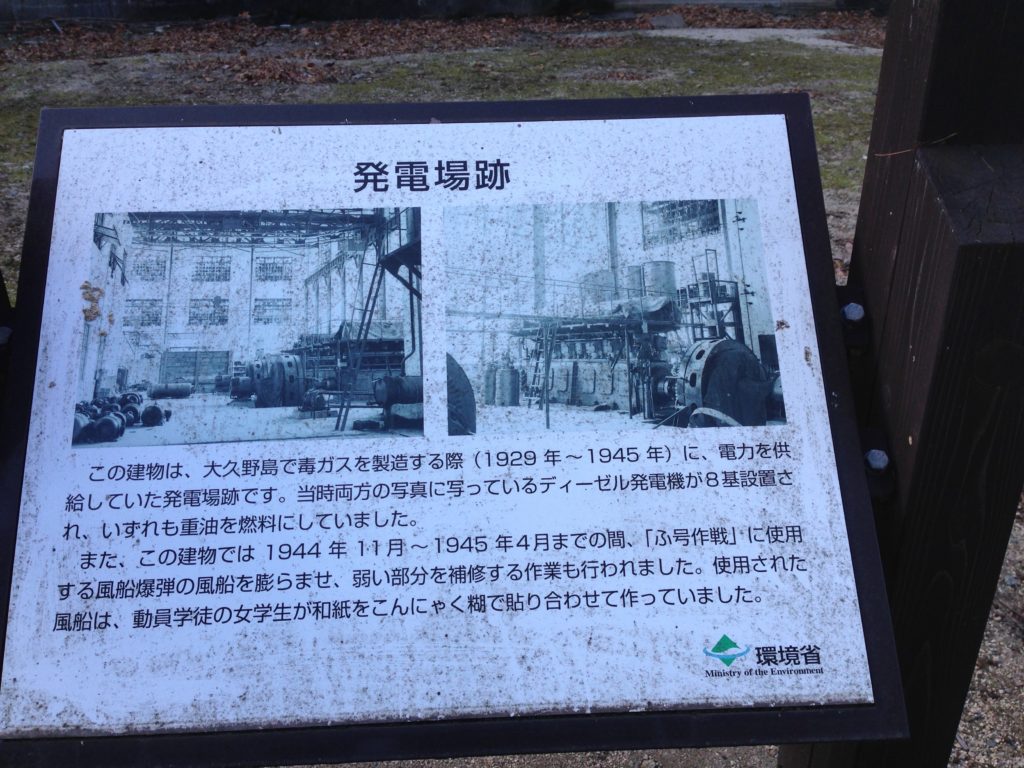 発電場跡
この建物は、大久野島で毒ガスを製造する際（1929 年～1945 年）に、電力を供
給していた発電場跡です。当時両方の写真に写っているディーゼル発電機が８基設置さ
れ、いずれも重油を燃料にしていました。
また、この建物では 1944 年 11月～1945 年４月までの間、「ふ号作戦」に使用
する風船爆弾の風船を膨らませ、弱い部分を補修する作業も行われました。使用された
風船は、動員学徒の女学生が和紙をこんにゃく糊で貼り合わせて作っていました。
環境省
Ministry of the Environment